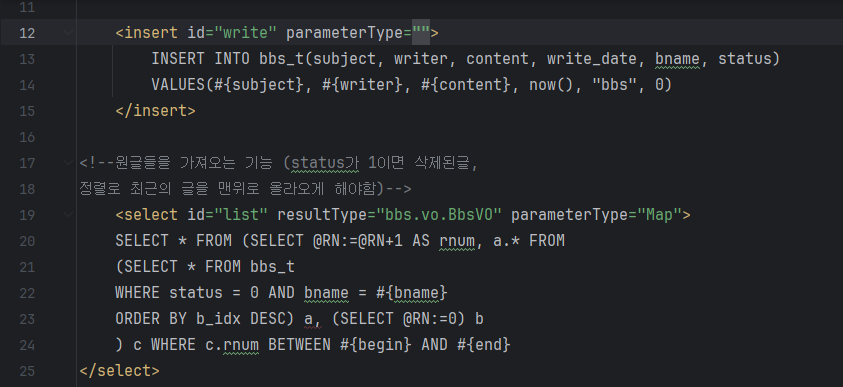 11
12 <insert id="write" parameterType="">
13 INSERT INTO bbs_t(subject, writer, content, write_date, bname, status)
14 VALUES(#{subject}, #{writer}, #{content}, now(), "bbs", 0)
15 </insert>
16
17 <!--원글들을 가져오는 기능 (status가 1이면 삭제된글,
18 정렬로 최근의 글을 맨위로 올라오게 해야함)-->
19 <select id="list" resultType="bbs.vo.BbsVO" parameterType="Map">
20 SELECT * FROM (SELECT @RN:=@RN+1 AS rnum, a.* FROM
21 (SELECT * FROM bbs_t
22 WHERE status = 0 AND bname = #{bname}
23 ORDER BY b_idx DESC) a, (SELECT @RN:=0) b
24 ) c WHERE c.rnum BETWEEN #{begin} AND #{end}
25 </select>